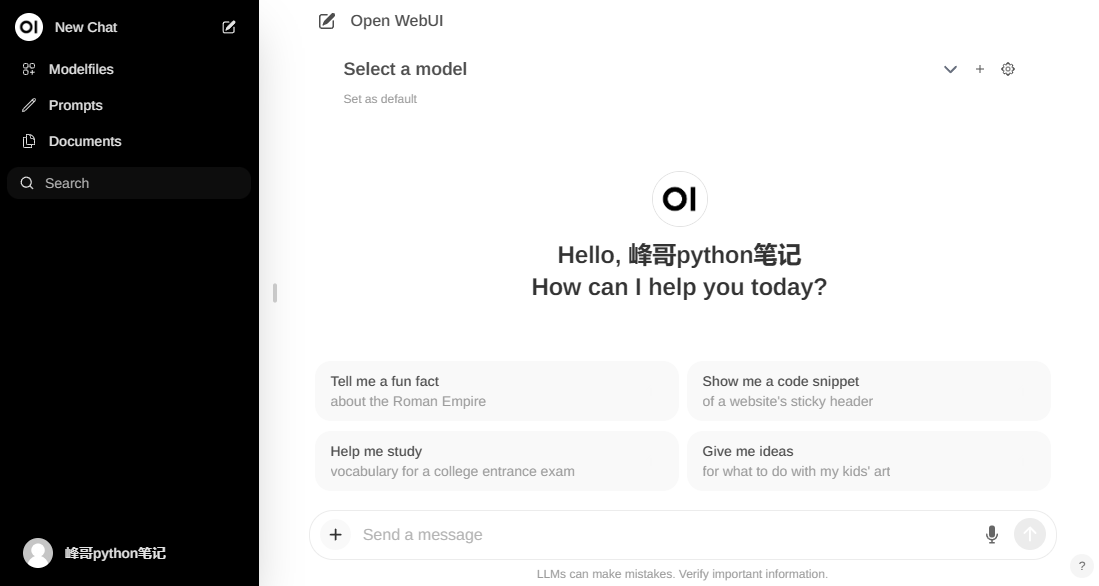 OI New Chat
Modelfiles
Prompts
Documents
Search
峰哥python笔记
Open WebUI
Select a model
Set as default
OI
Hello, 峰哥python笔记
How can I help you today?
Tell me a fun fact
about the Roman Empire
Show me a code snippet
of a website's sticky header
Help me study
vocabulary for a college entrance exam
Give me ideas
for what to do with my kids' art
Send a message
LLMs can make mistakes. Verify important information.
?